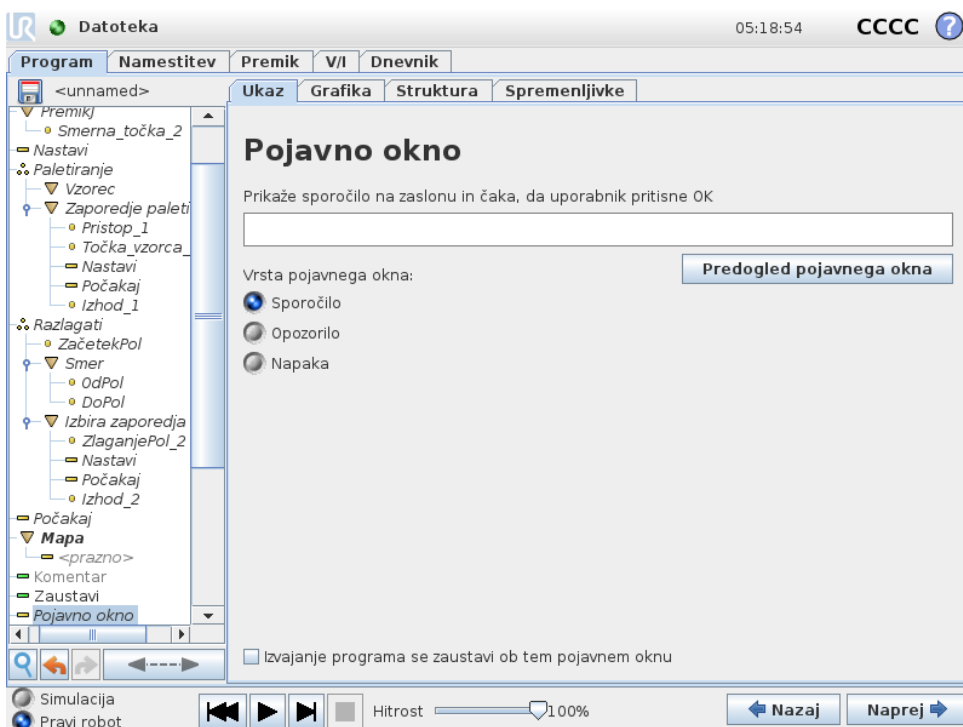 UR Datoteka 05:18:54 CCCC ?
Program Namestitev Premik V/I Dnevnik
<unnamed>
Ukaz Grafika Struktura Spremenljivke
PremikJ
Smerna_točka_2
Nastavi
Paletiranje
Vzorec
Zaporedje paleti
Pristop_1
Točka_vzorca_
Nastavi
Počakaj
Izhod_1
Razlagati
ZačetekPol
Smer
OdPol
DoPol
Izbira zaporedja
ZlaganjePol_2
Nastavi
Počakaj
Izhod_2
Počakaj
Mapa
<prazno>
Komentar
Zaustavi
Pojavno okno
Pojavno okno
Prikaže sporočilo na zaslonu in čaka, da uporabnik pritisne OK
Vrsta pojavnega okna:
Predogled pojavnega okna
Sporočilo
Opozorilo
Napaka
Izvajanje programa se zaustavi ob tem pojavnem oknu
Simulacija
Pravi robot
Hitrost 100%
Nazaj
Naprej